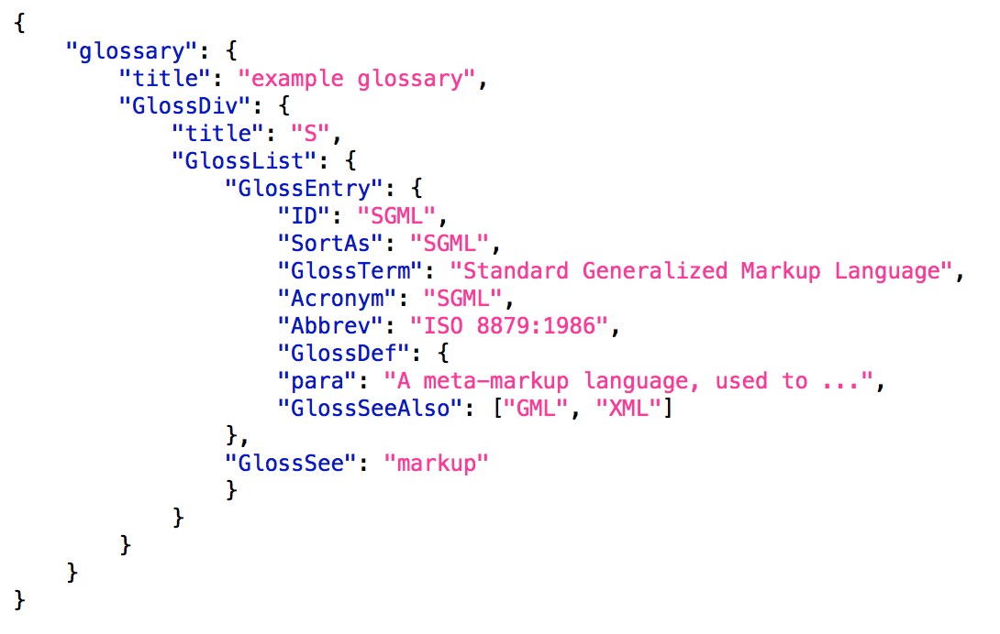 {
    "glossary": {
        "title": "example glossary",
        "GlossDiv": {
            "title": "S",
            "GlossList": {
                "GlossEntry": {
                    "ID": "SGML",
                    "SortAs": "SGML",
                    "GlossTerm": "Standard Generalized Markup Language",
                    "Acronym": "SGML",
                    "Abbrev": "ISO 8879:1986",
                    "GlossDef": {
                    "para": "A meta-markup language, used to ...",
                    "GlossSeeAlso": ["GML", "XML"]
                },
                "GlossSee": "markup"
                }
            }
        }
    }
}